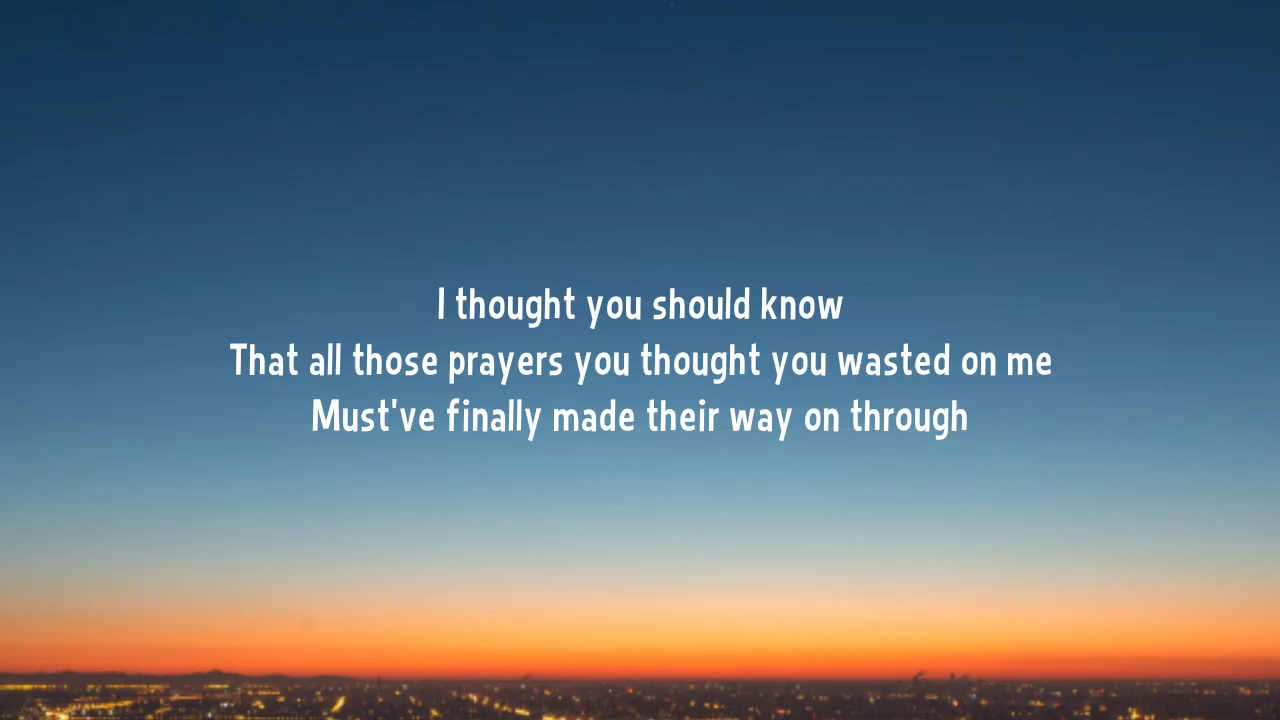 I thought you should know
That all those prayers you thought you wasted on me
Must've finally made their way on through